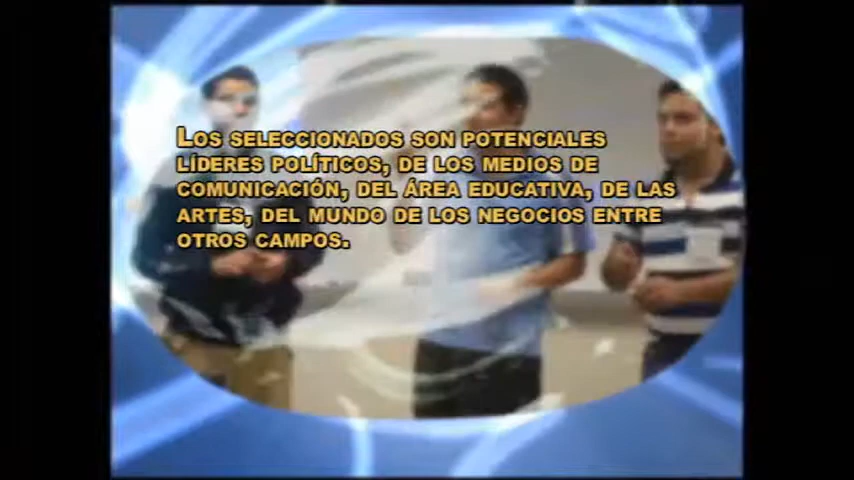 LOS SELECCIONADOS SON POTENCIALES
LÍDERES POLÍTICOS, DE LOS MEDIOS DE
COMUNICACIÓN, DEL ÁREA EDUCATIVA, DE LAS
ARTES, DEL MUNDO DE LOS NEGOCIOS ENTRE
OTROS CAMPOS.